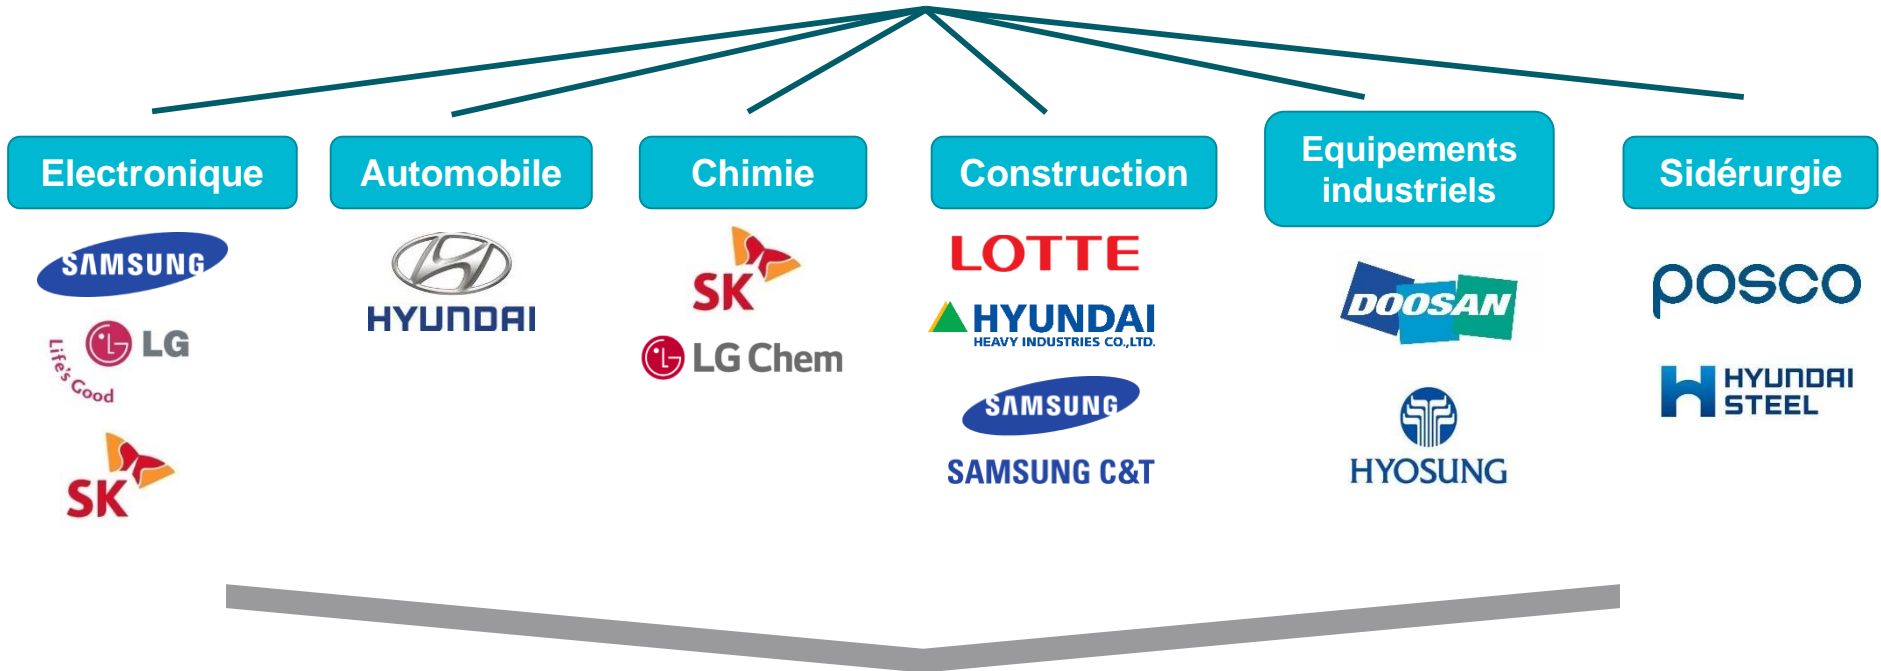 Electronique
Automobile
Chimie
Construction
Equipements
industriels
Sidérurgie
SAMSUNG
LG
Life's Good
SK
HYUNDAI
SK
LG Chem
LOTTE
HYUNDAI
HEAVY INDUSTRIES CO.,LTD.
SAMSUNG
SAMSUNG C&T
DOOSAN
HYOSUNG
posco
HYUNDAI
STEEL